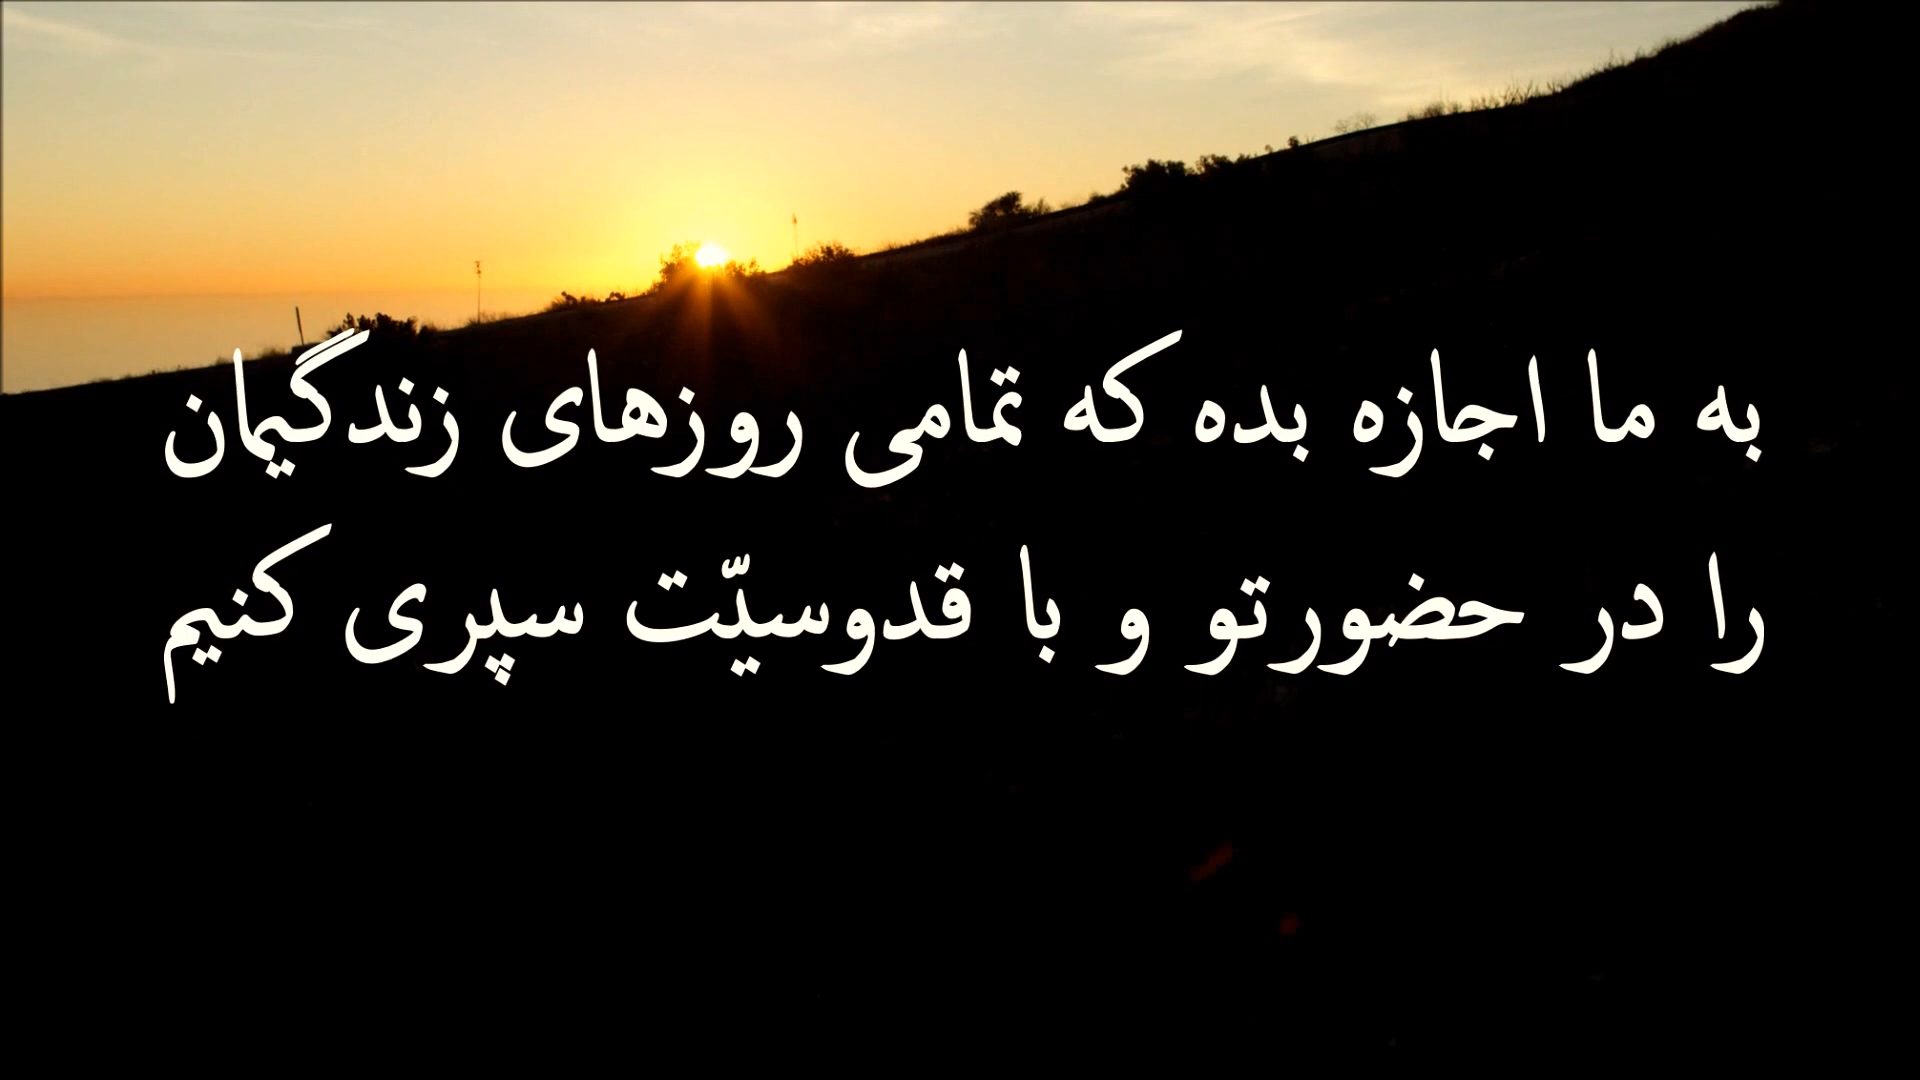 به ما اجازه بده که تمامی روزهای زندگیمان
را در حضورتو و با قدوسیّت سپری کنیم